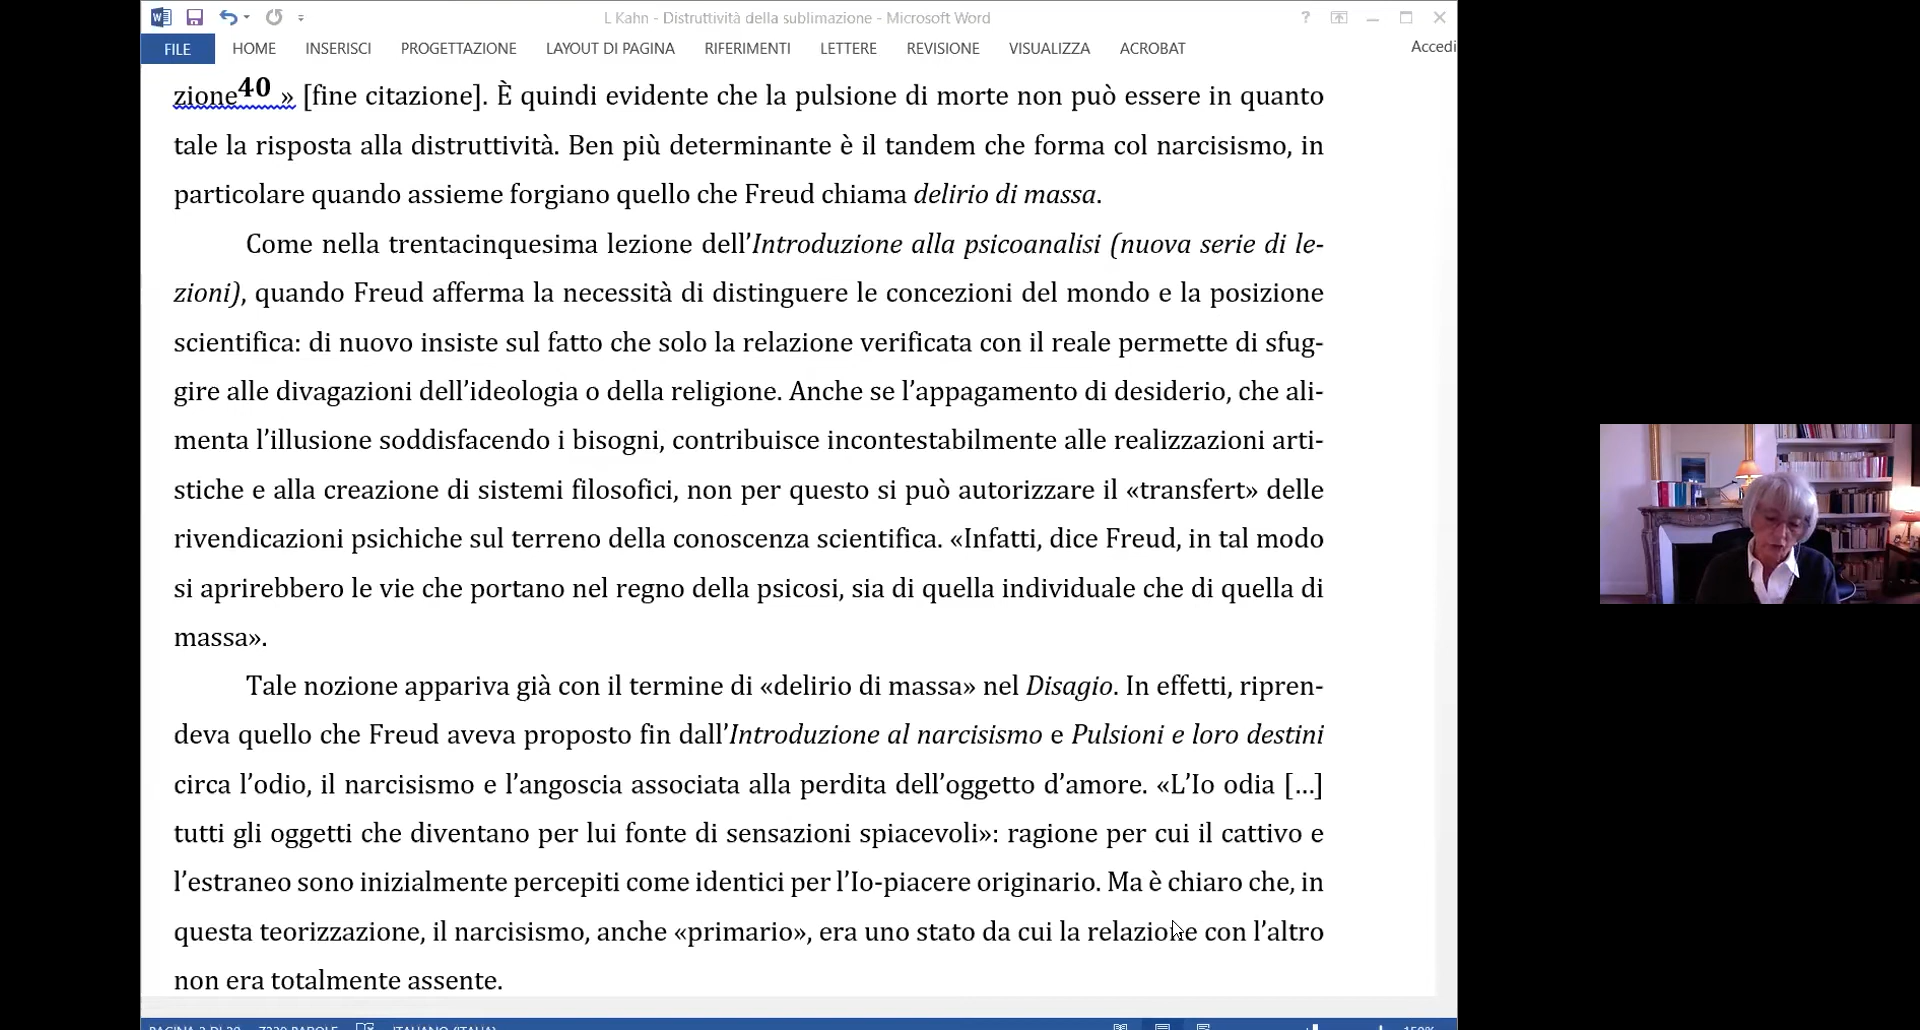 L Kahn - Distruttività della sublimazione - Microsoft Word
FILE HOME INSERISCI PROGETTAZIONE LAYOUT DI PAGINA RIFERIMENTI LETTERE REVISIONE VISUALIZZA ACROBAT Accedi
zione40 » [fine citazione]. È quindi evidente che la pulsione di morte non può essere in quanto
tale la risposta alla distruttività. Ben più determinante è il tandem che forma col narcisismo, in
particolare quando assieme forgiano quello che Freud chiama delirio di massa.
Come nella trentacinquesima lezione dell’Introduzione alla psicoanalisi (nuova serie di le-
zioni), quando Freud afferma la necessità di distinguere le concezioni del mondo e la posizione
scientifica: di nuovo insiste sul fatto che solo la relazione verificata con il reale permette di sfug-
gire alle divagazioni dell’ideologia o della religione. Anche se l’appagamento di desiderio, che ali-
menta l’illusione soddisfacendo i bisogni, contribuisce incontestabilmente alle realizzazioni arti-
stiche e alla creazione di sistemi filosofici, non per questo si può autorizzare il «transfert» delle
rivendicazioni psichiche sul terreno della conoscenza scientifica. «Infatti, dice Freud, in tal modo
si aprirebbero le vie che portano nel regno della psicosi, sia di quella individuale che di quella di
massa».
Tale nozione appariva già con il termine di «delirio di massa» nel Disagio. In effetti, ripren-
deva quello che Freud aveva proposto fin dall’Introduzione al narcisismo e Pulsioni e loro destini
circa l’odio, il narcisismo e l’angoscia associata alla perdita dell’oggetto d’amore. «L’Io odia [...]
tutti gli oggetti che diventano per lui fonte di sensazioni spiacevoli»: ragione per cui il cattivo e
l’estraneo sono inizialmente percepiti come identici per l’Io-piacere originario. Ma è chiaro che, in
questa teorizzazione, il narcisismo, anche «primario», era uno stato da cui la relazione con l’altro
non era totalmente assente.
PAROLE ITALIANO (ITALIA) 150%